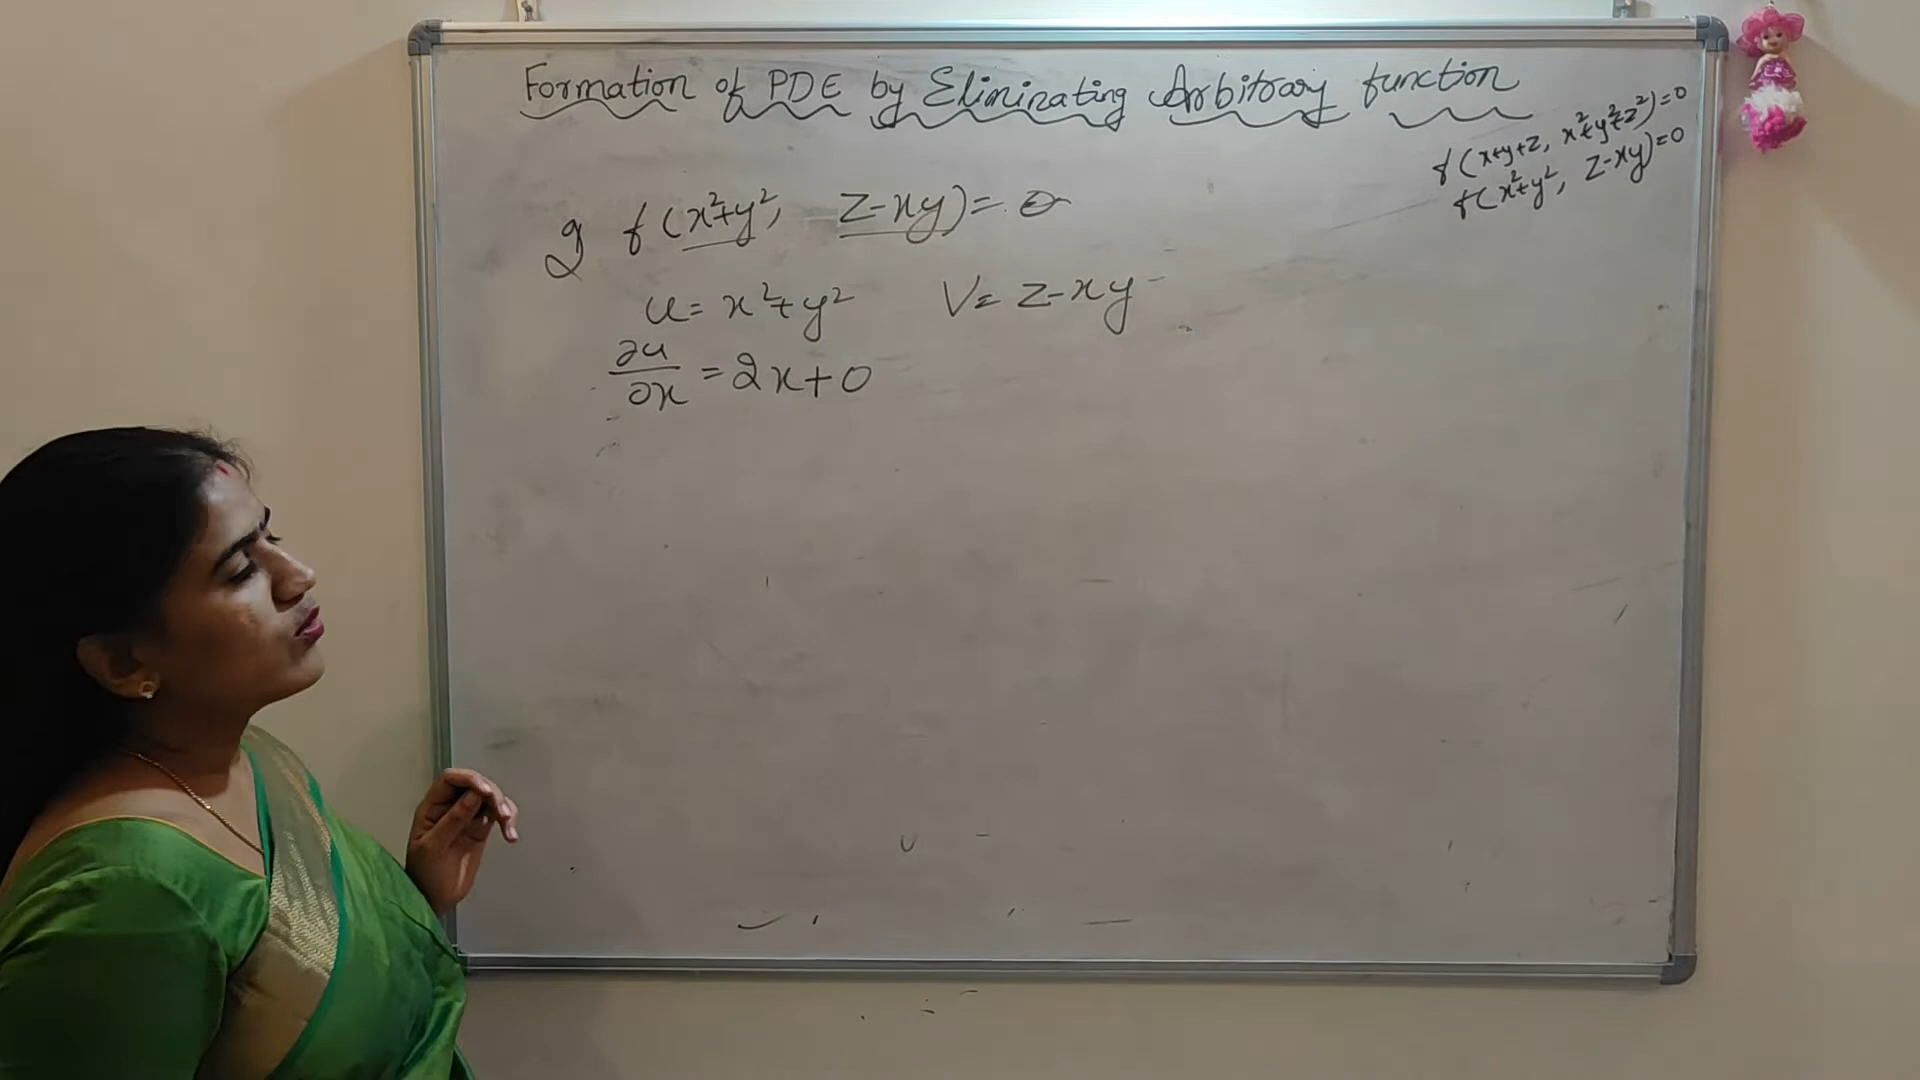 Formation of PDE by Eliminating Arbitrary function
f(x+y+z, x²+y²+z²)=0
f(x²+y², z-xy)=0
2) f(x²+y², z-xy)=0
u= x²+y² V= z-xy
∂u/∂x = 2x+0